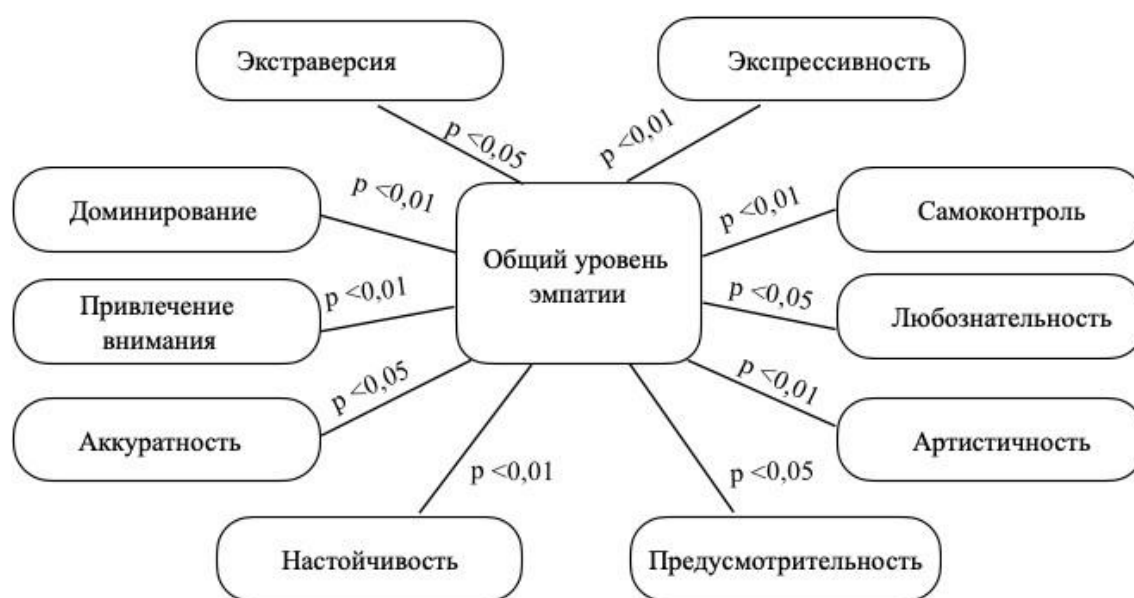 Экстраверсия
Экспрессивность
p <0,05
p <0,01
Доминирование
p <0,01
p <0,01
Самоконтроль
Общий уровень
эмпатии
Привлечение
внимания
p <0,01
p <0,05
Любознательность
Аккуратность
p <0,05
p <0,01
Артистичность
p <0,01
p <0,05
Настойчивость
Предусмотрительность